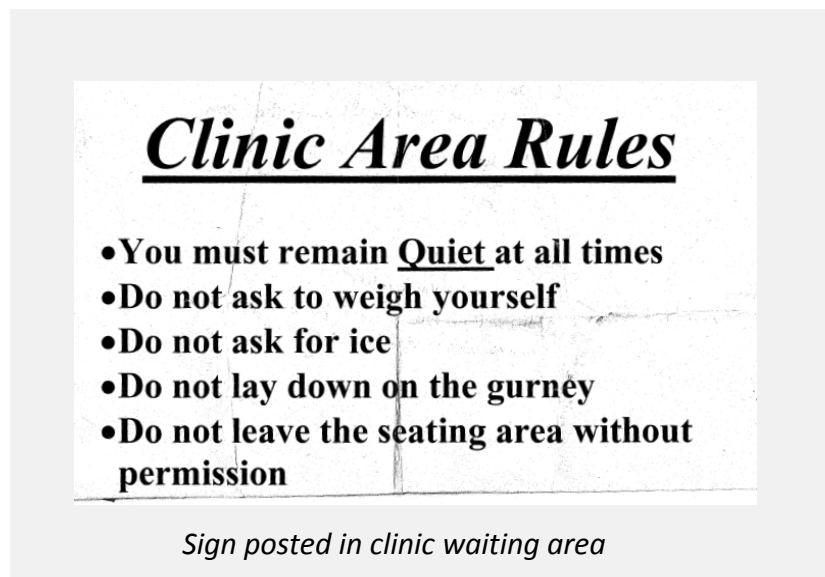 Clinic Area Rules
•You must remain Quiet at all times
•Do not ask to weigh yourself
•Do not ask for ice
•Do not lay down on the gurney
•Do not leave the seating area without
permission
Sign posted in clinic waiting area